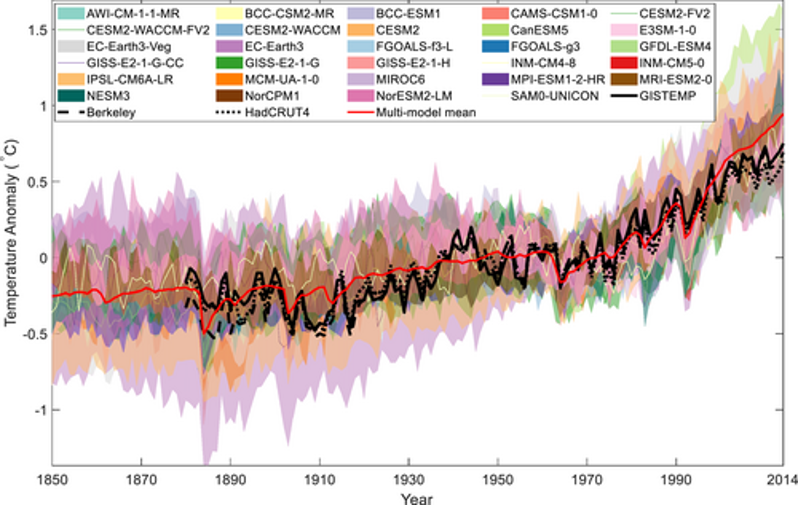 AWI-CM-1-1-MR BCC-CSM2-MR BCC-ESM1 CAMS-CSM1-0 CESM2-FV2
CESM2-WACCM-FV2 CESM2-WACCM CESM2 CanESM5 E3SM-1-0
EC-Earth3-Veg EC-Earth3 FGOALS-f3-L FGOALS-g3 GFDL-ESM4
GISS-E2-1-G-CC GISS-E2-1-G GISS-E2-1-H INM-CM4-8 INM-CM5-0
IPSL-CM6A-LR MCM-UA-1-0 MIROC6 MPI-ESM1-2-HR MRI-ESM2-0
NESM3 NorCPM1 NorESM2-LM SAM0-UNICON GISTEMP
Berkeley HadCRUT4 Multi-model mean
Temperature Anomaly (°C)
1.5
1
0.5
0
-0.5
-1
1850 1870 1890 1910 1930 1950 1970 1990 2014
Year